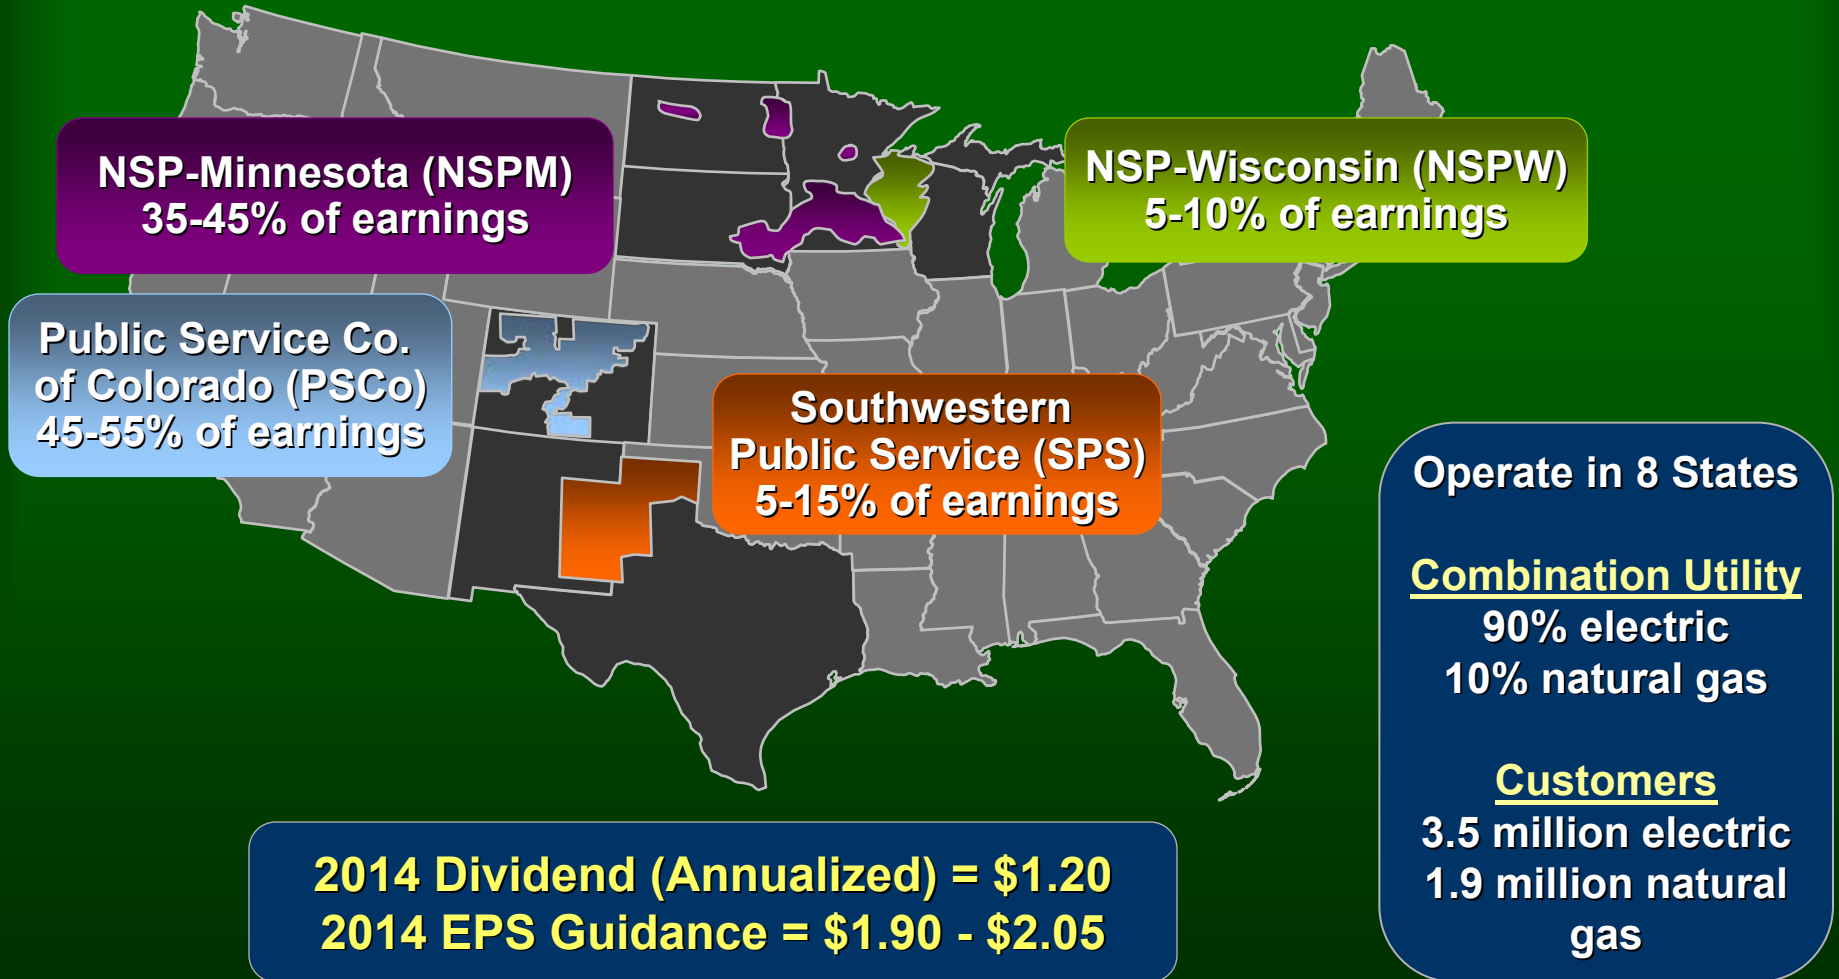 NSP-Minnesota (NSPM)
35-45% of earnings
NSP-Wisconsin (NSPW)
5-10% of earnings
Public Service Co.
of Colorado (PSCo)
45-55% of earnings
Southwestern
Public Service (SPS)
5-15% of earnings
Operate in 8 States
Combination Utility
90% electric
10% natural gas
Customers
3.5 million electric
1.9 million natural
gas
2014 Dividend (Annualized) = $1.20
2014 EPS Guidance = $1.90 - $2.05